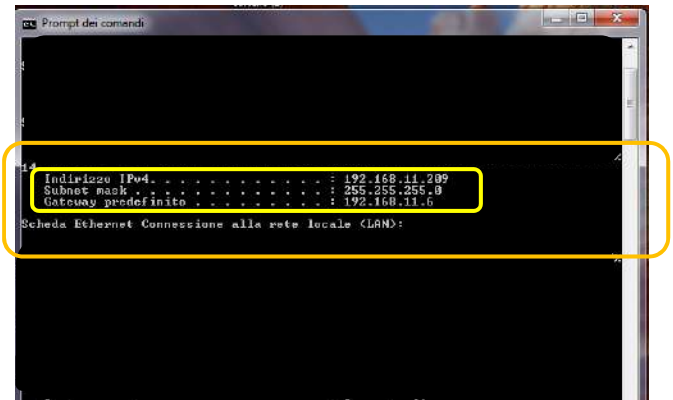 Prompt dei comandi
14
Indirizzo IPv4. . . . . . . . . . . . . : 192.168.11.209
Subnet mask . . . . . . . . . . . . . . : 255.255.255.0
Gateway predefinito . . . . . . . . . . : 192.168.11.6
Scheda Ethernet Connessione alla rete locale (LAN):